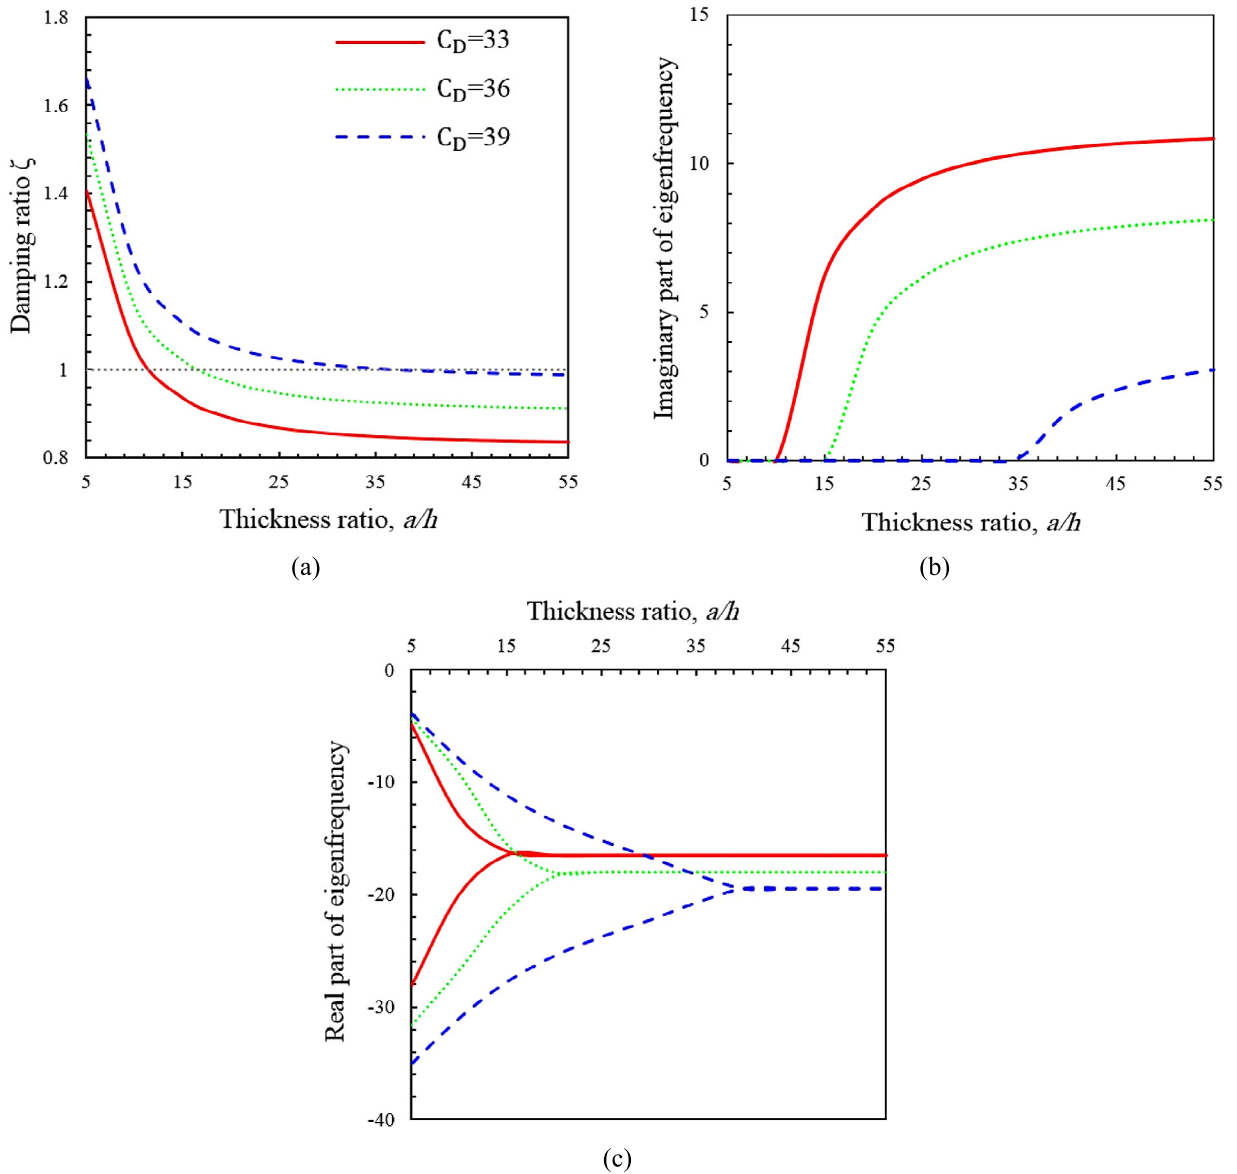 1.8
1.6
1.4
1.2
1
0.8
Damping ratio ζ
C_D=33
C_D=36
C_D=39
5 15 25 35 45 55
Thickness ratio, a/h
(a)
15
10
5
0
Imaginary part of eigenfrequency
5 15 25 35 45 55
Thickness ratio, a/h
(b)
Thickness ratio, a/h
5 15 25 35 45 55
0
-10
-20
-30
-40
Real part of eigenfrequency
(c)